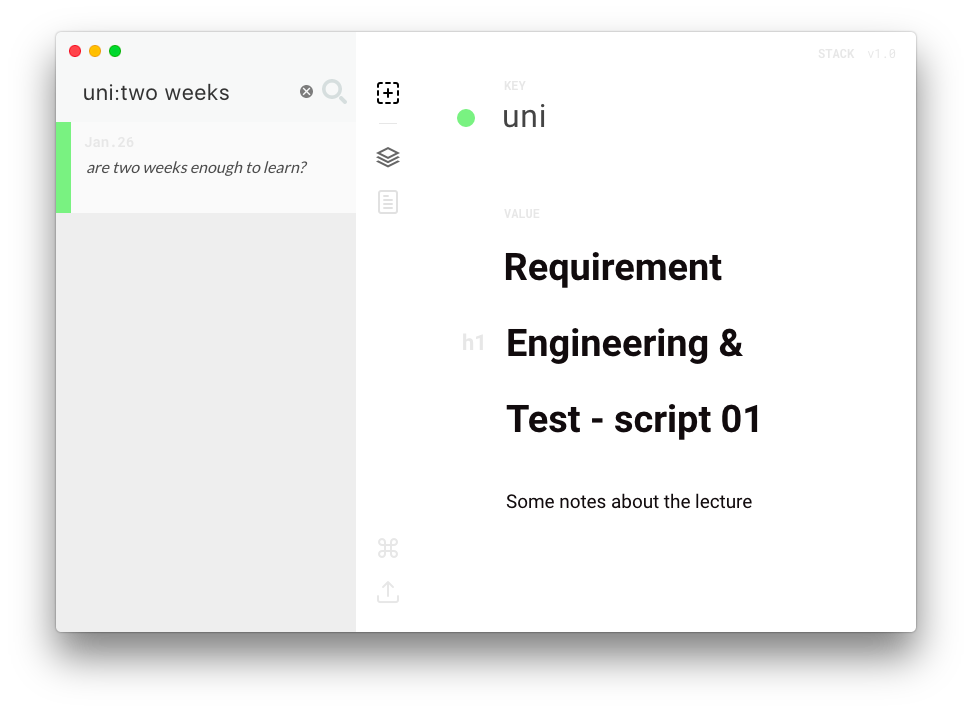 uni:two weeks
Jan.26
are two weeks enough to learn?
STACK v1.0
KEY
uni
VALUE
Requirement
h1 Engineering &
Test - script 01
Some notes about the lecture